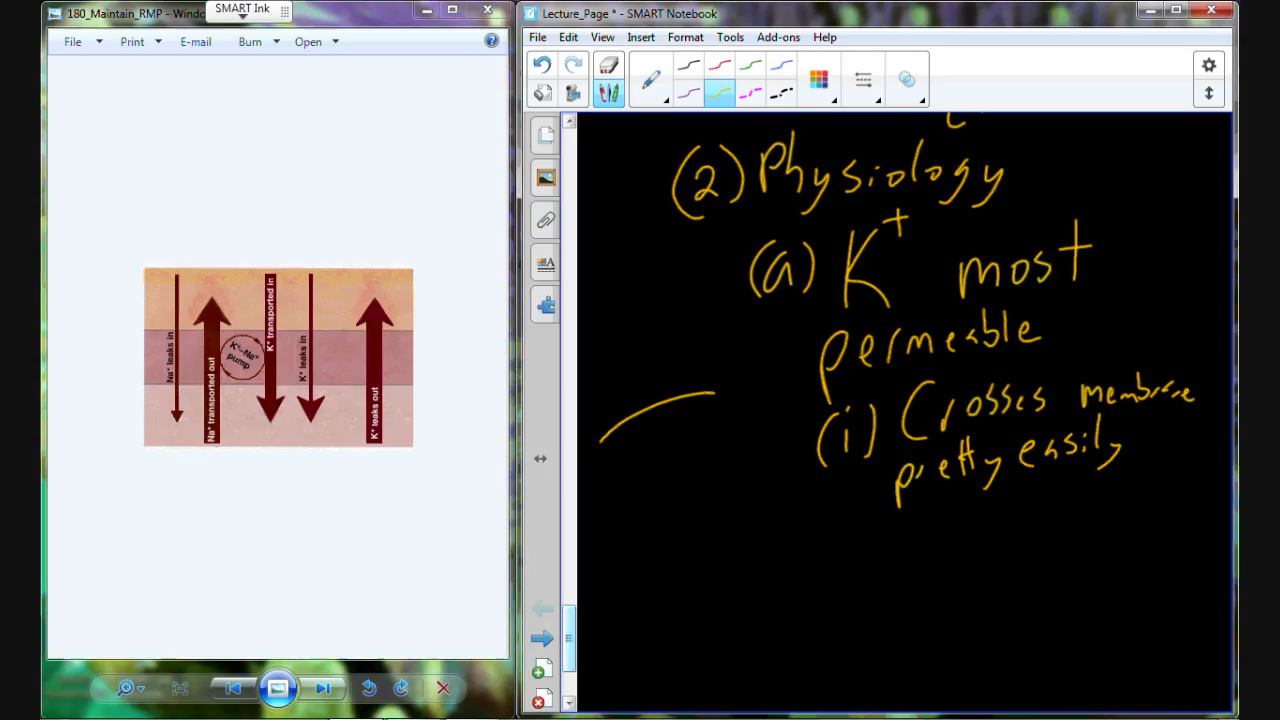 180_Maintain_RMP - Windc
SMART Ink
File
Print
E-mail
Burn
Open
Na⁺ leaks in
Na⁺ transported out
K⁺–Na⁺
pump
K⁺ transported in
K⁺ leaks in
K⁺ leaks out
Lecture_Page * - SMART Notebook
File Edit View Insert Format Tools Add-ons Help
(2) Physiology
(a) K⁺ most
permeable
(i) Crosses membrane
pretty easily